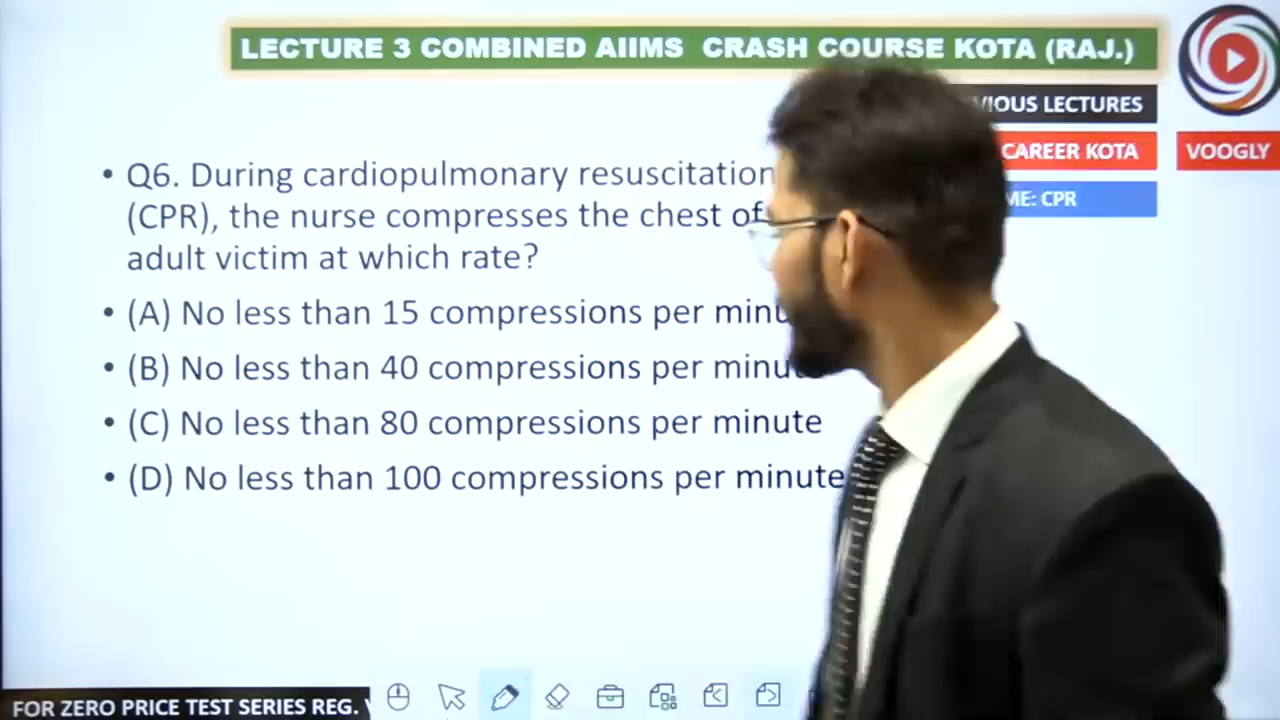 LECTURE 3 COMBINED AIIMS CRASH COURSE KOTA (RAJ.)
LECTURES
CAREER KOTA
VOOGLY
CPR
• Q6. During cardiopulmonary resuscitation
(CPR), the nurse compresses the chest of
adult victim at which rate?
• (A) No less than 15 compressions per
• (B) No less than 40 compressions per
• (C) No less than 80 compressions per minute
• (D) No less than 100 compressions per minute
FOR ZERO PRICE TEST SERIES REG.